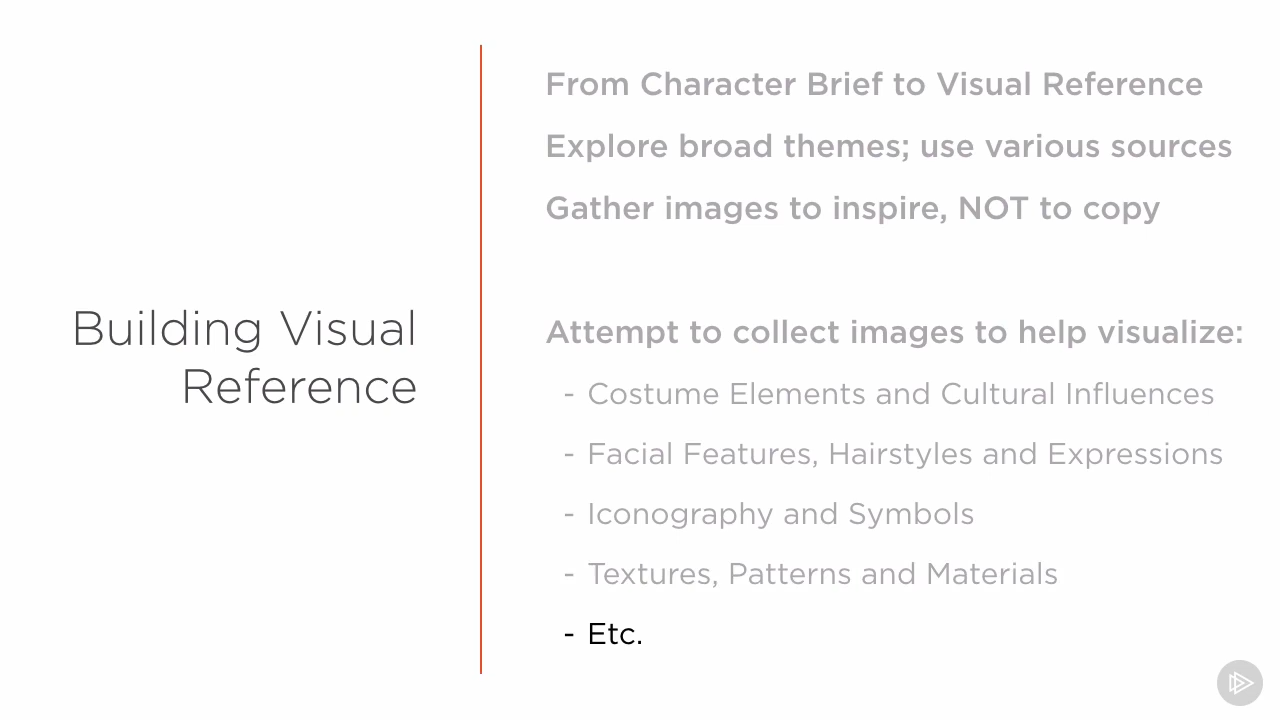 Building Visual
Reference
From Character Brief to Visual Reference
Explore broad themes; use various sources
Gather images to inspire, NOT to copy
Attempt to collect images to help visualize:
- Costume Elements and Cultural Influences
- Facial Features, Hairstyles and Expressions
- Iconography and Symbols
- Textures, Patterns and Materials
- Etc.